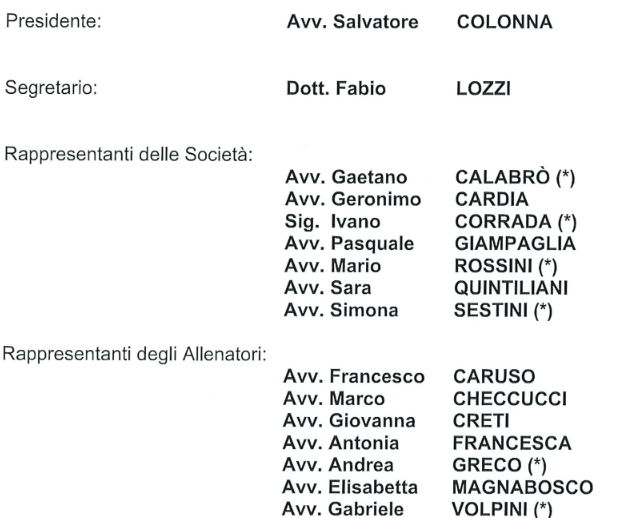 Presidente: Avv. Salvatore COLONNA
Segretario: Dott. Fabio LOZZI
Rappresentanti delle Società:
Avv. Gaetano CALABRÒ (*)
Avv. Geronimo CARDIA
Sig. Ivano CORRADA (*)
Avv. Pasquale GIAMPAGLIA
Avv. Mario ROSSINI (*)
Avv. Sara QUINTILIANI
Avv. Simona SESTINI (*)
Rappresentanti degli Allenatori:
Avv. Francesco CARUSO
Avv. Marco CHECCUCCI
Avv. Giovanna CRETI
Avv. Antonia FRANCESCA
Avv. Andrea GRECO (*)
Avv. Elisabetta MAGNABOSCO
Avv. Gabriele VOLPINI (*)